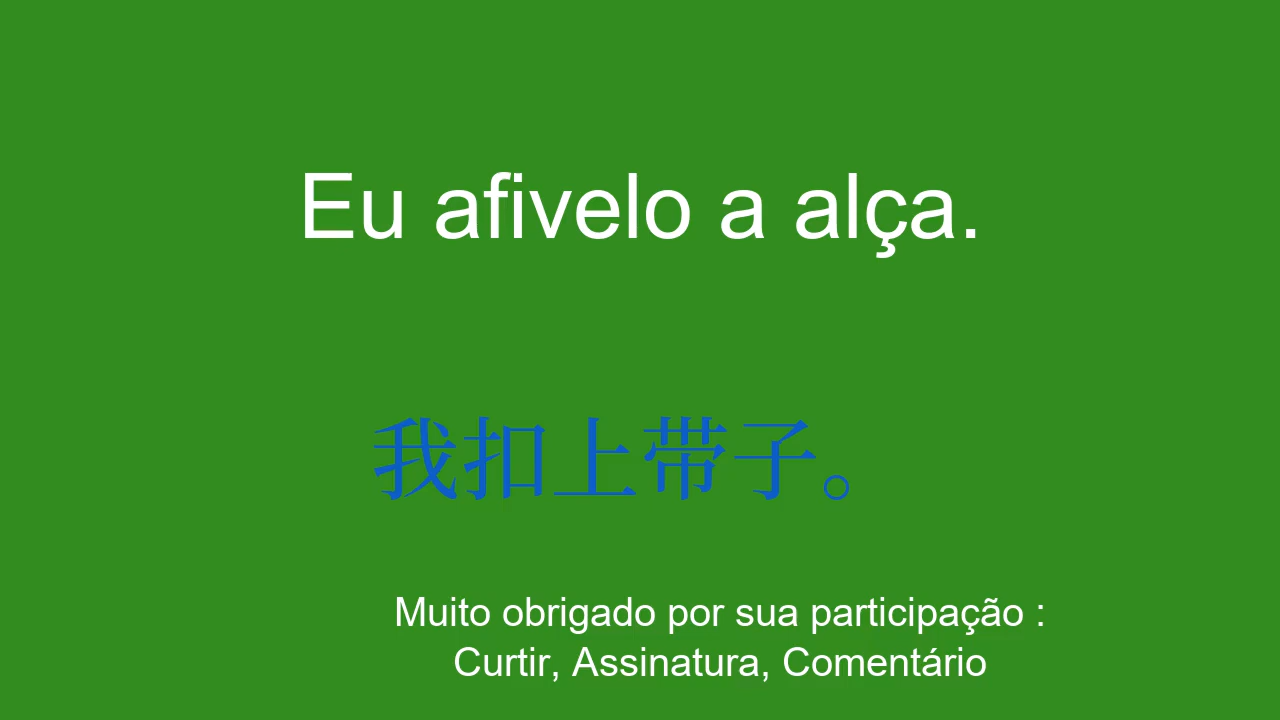 Eu afivelo a alça.
我扣上带子。
Muito obrigado por sua participação :
Curtir, Assinatura, Comentário